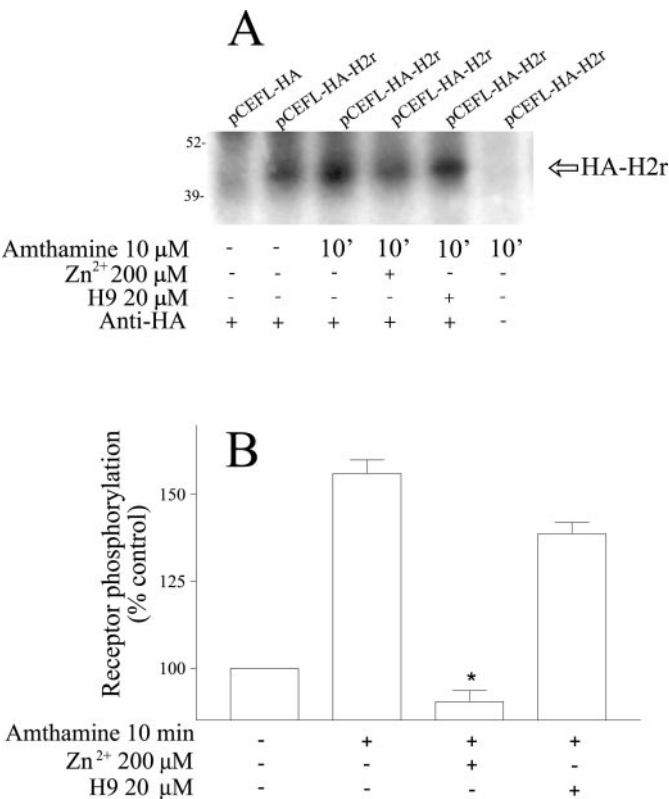 A
pCEFL-HA pCEFL-HA-H2r pCEFL-HA-H2r pCEFL-HA-H2r pCEFL-HA-H2r pCEFL-HA-H2r
52-
⇦HA-H2r
39-
Amthamine 10 μM - - 10’ 10’ 10’ 10’
Zn²⁺ 200 μM - - - + - -
H9 20 μM - - - - + -
Anti-HA + + + + + -
B
Receptor phosphorylation
(% control)
150
125
100
*
Amthamine 10 min - + + +
Zn²⁺ 200 μM - - + -
H9 20 μM - - - +